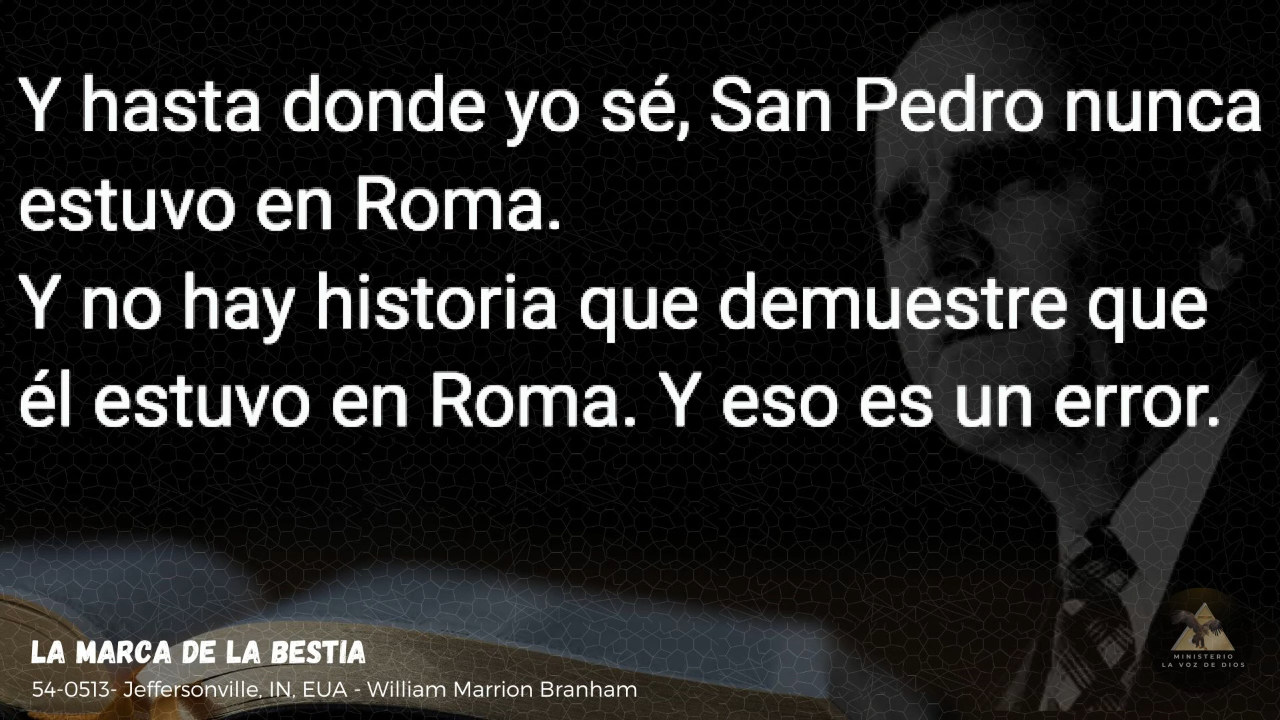 Y hasta donde yo sé, San Pedro nunca
estuvo en Roma.
Y no hay historia que demuestre que
él estuvo en Roma. Y eso es un error.
LA MARCA DE LA BESTIA
54-0513- Jeffersonville, IN, EUA - William Marrion Branham
MINISTERIO
LA VOZ DE DIOS